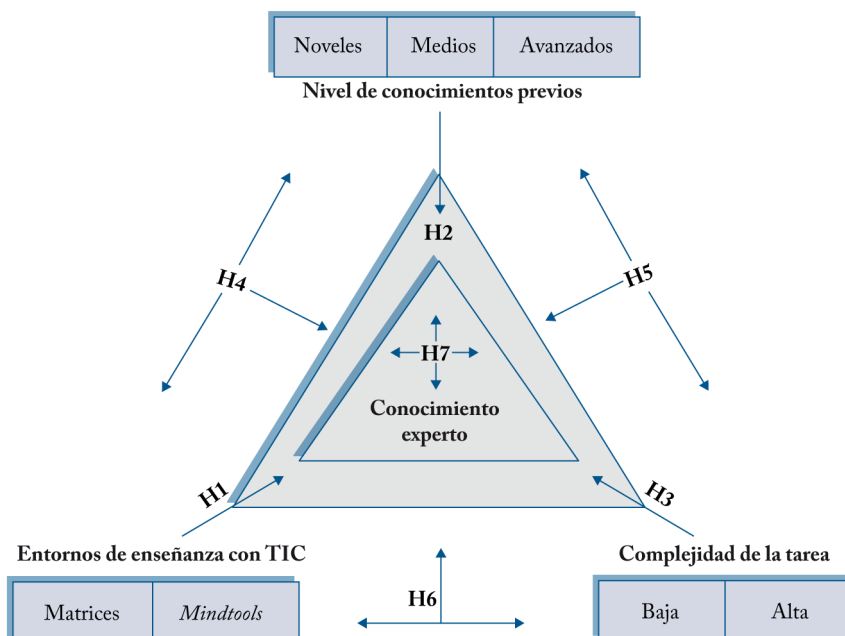 Noveles Medios Avanzados
Nivel de conocimientos previos
H2
H4
H5
H7
Conocimiento
experto
H1
H3
Entornos de enseñanza con TIC
Complejidad de la tarea
H6
Matrices Mindtools
Baja Alta